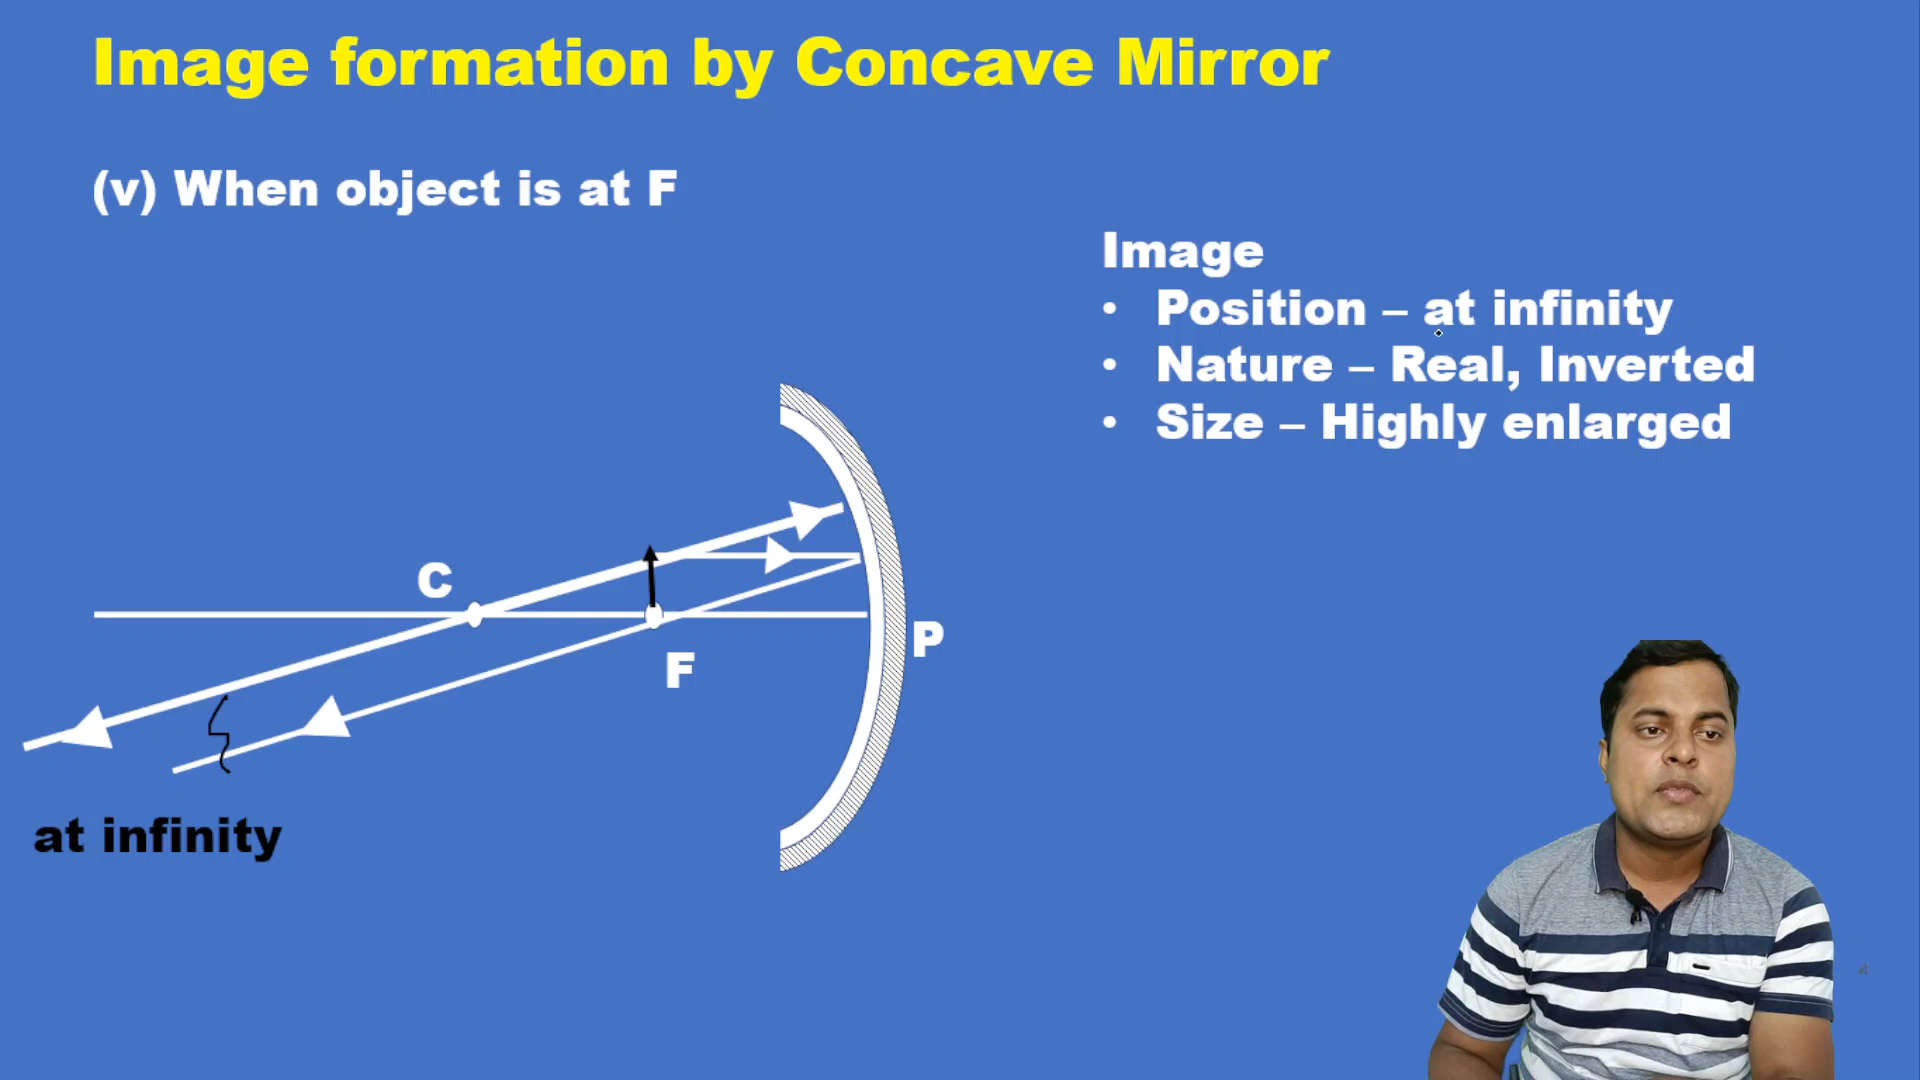 Image formation by Concave Mirror
(v) When object is at F
Image
• Position – at infinity
• Nature – Real, Inverted
• Size – Highly enlarged
C
F
P
at infinity
4